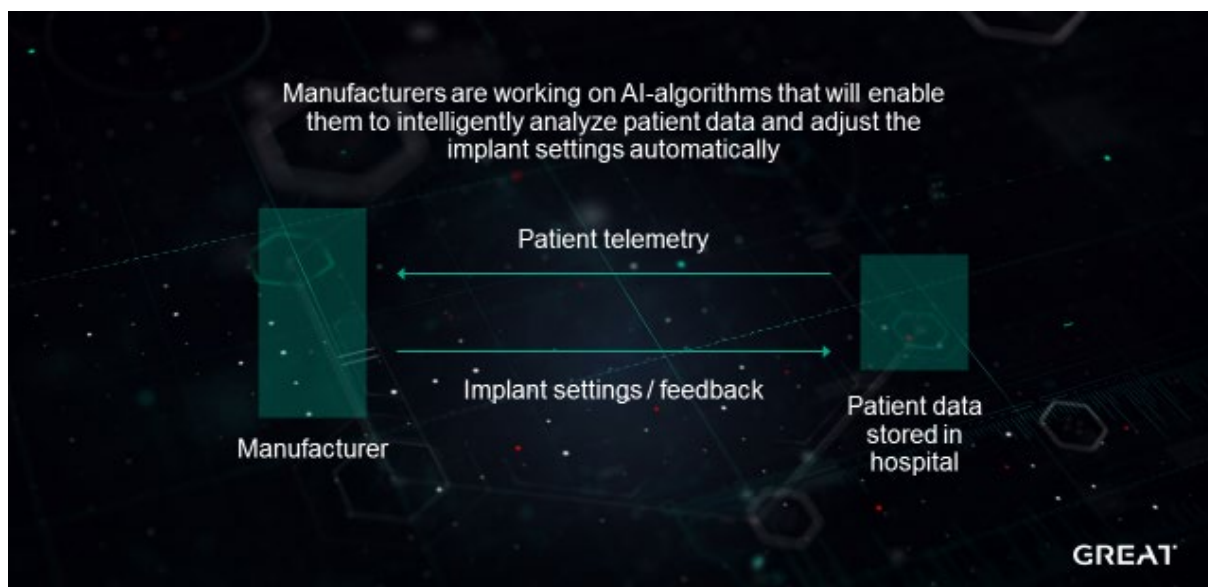 Manufacturers are working on AI-algorithms that will enable
them to intelligently analyze patient data and adjust the
implant settings automatically
Patient telemetry
Implant settings / feedback
Manufacturer
Patient data
stored in
hospital
GREAT